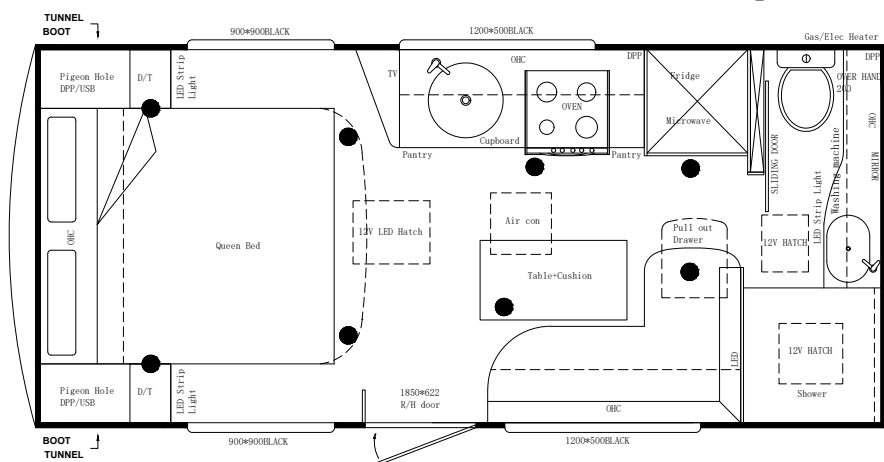 TUNNEL
BOOT
900*900BLACK
1200*500BLACK
Gas/Elec Heater
Pigeon Hole
DPP/USB
D/T
LED Strip
Light
TV
OHC
DPP
Fridge
DPP
OVER HAND
200
OVEN
Microwave
Cupboard
Pantry
Pantry
SLIDING DOOR
LED Strip Light
Washing machine
OHC
MIRROR
OHC
Queen Bed
12V LED Hatch
Air con
Pull out
Drawer
12V HATCH
Table+Cushion
12V HATCH
Shower
LED
Pigeon Hole
DPP/USB
D/T
LED Strip
Light
1850*622
R/H door
OHC
BOOT
TUNNEL
900*900BLACK
1200*500BLACK